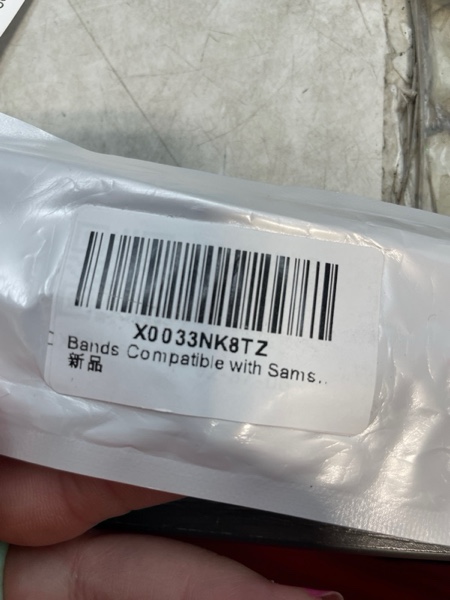 X0033NK8TZ
Bands Compatible with Sams..
新品